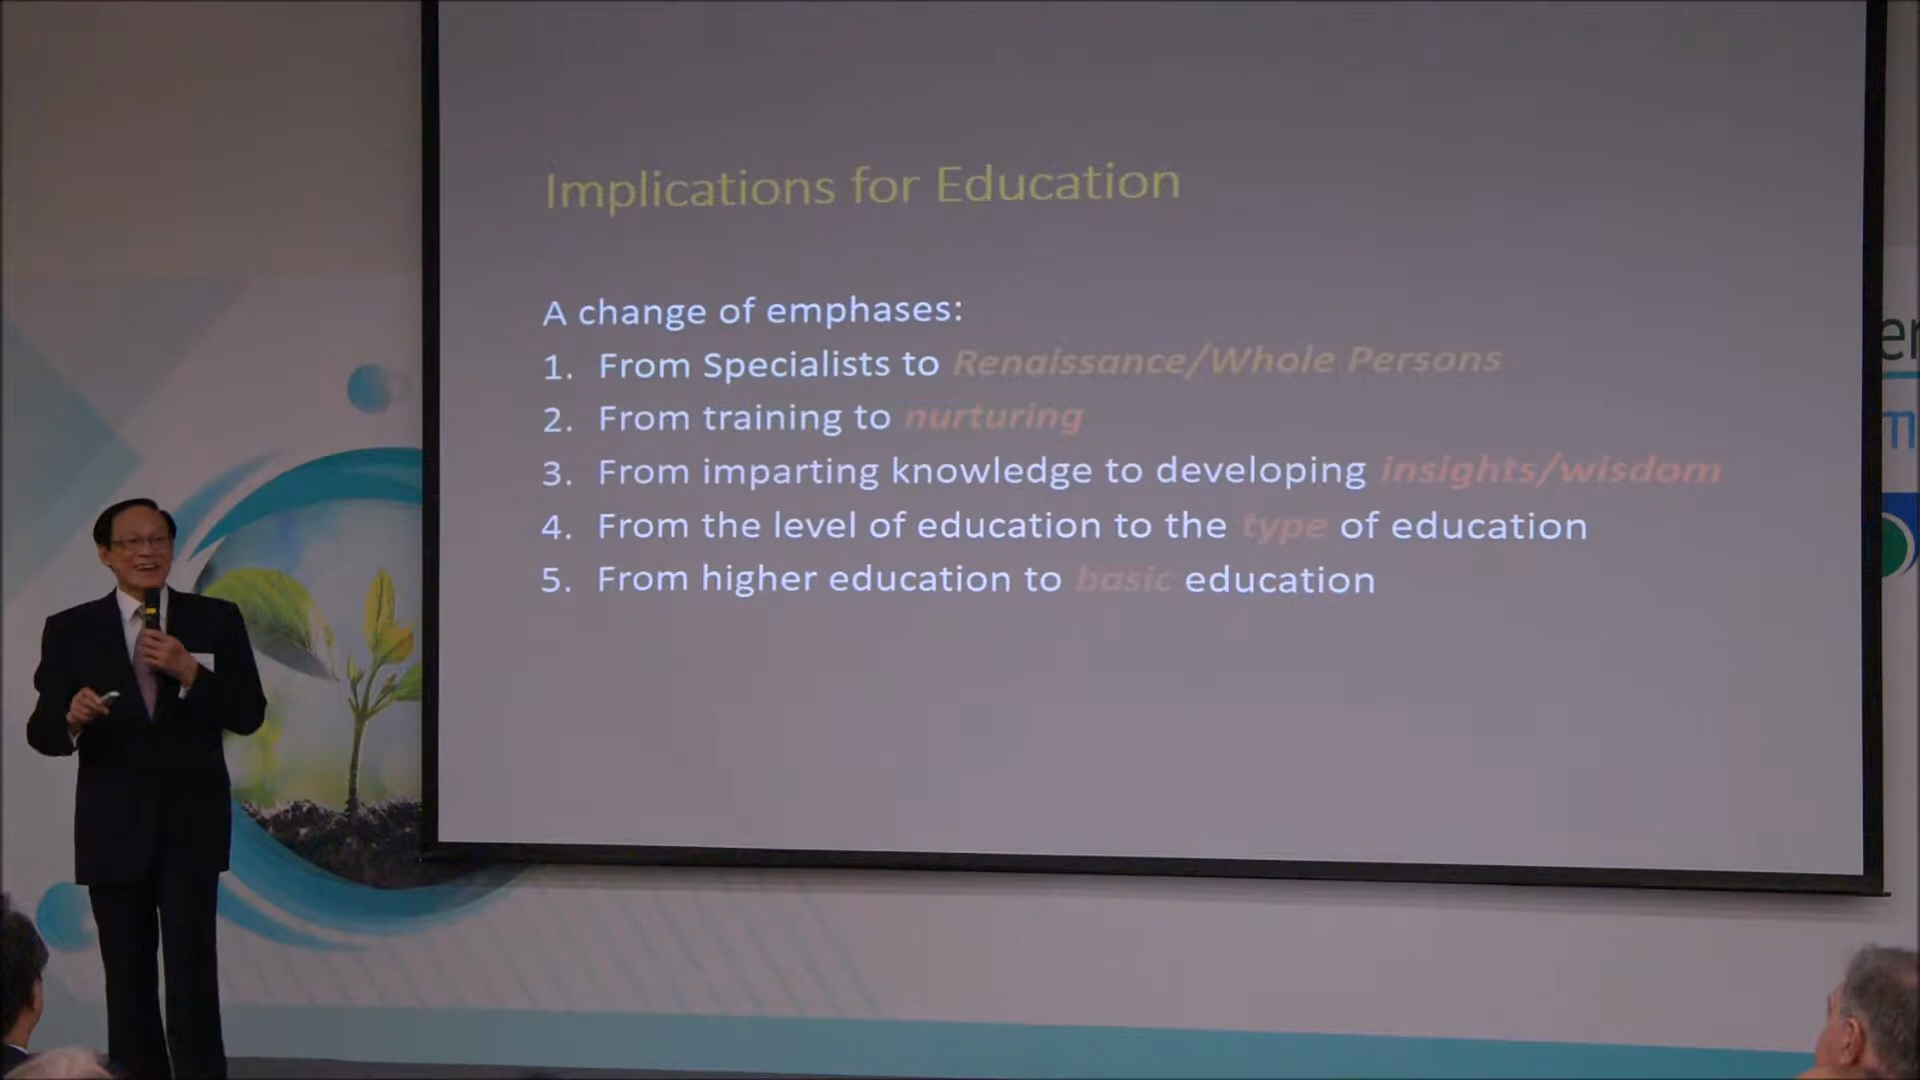 Implications for Education
A change of emphases:
1. From Specialists to Renaissance/Whole Persons
2. From training to nurturing
3. From imparting knowledge to developing insights/wisdom
4. From the level of education to the type of education
5. From higher education to basic education